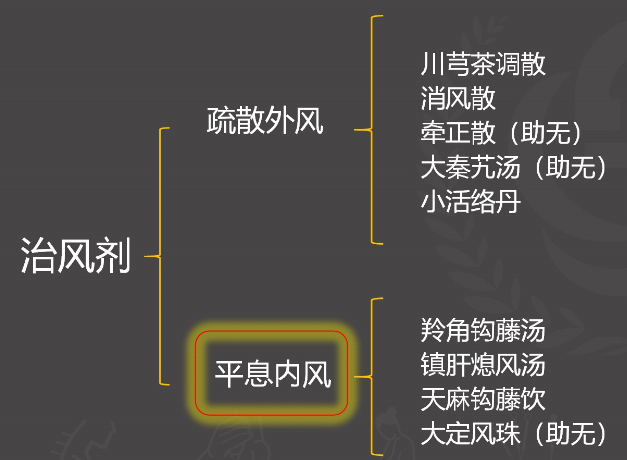 治风剂
疏散外风
川芎茶调散
消风散
牵正散（助无）
大秦艽汤（助无）
小活络丹
平息内风
羚角钩藤汤
镇肝熄风汤
天麻钩藤饮
大定风珠（助无）